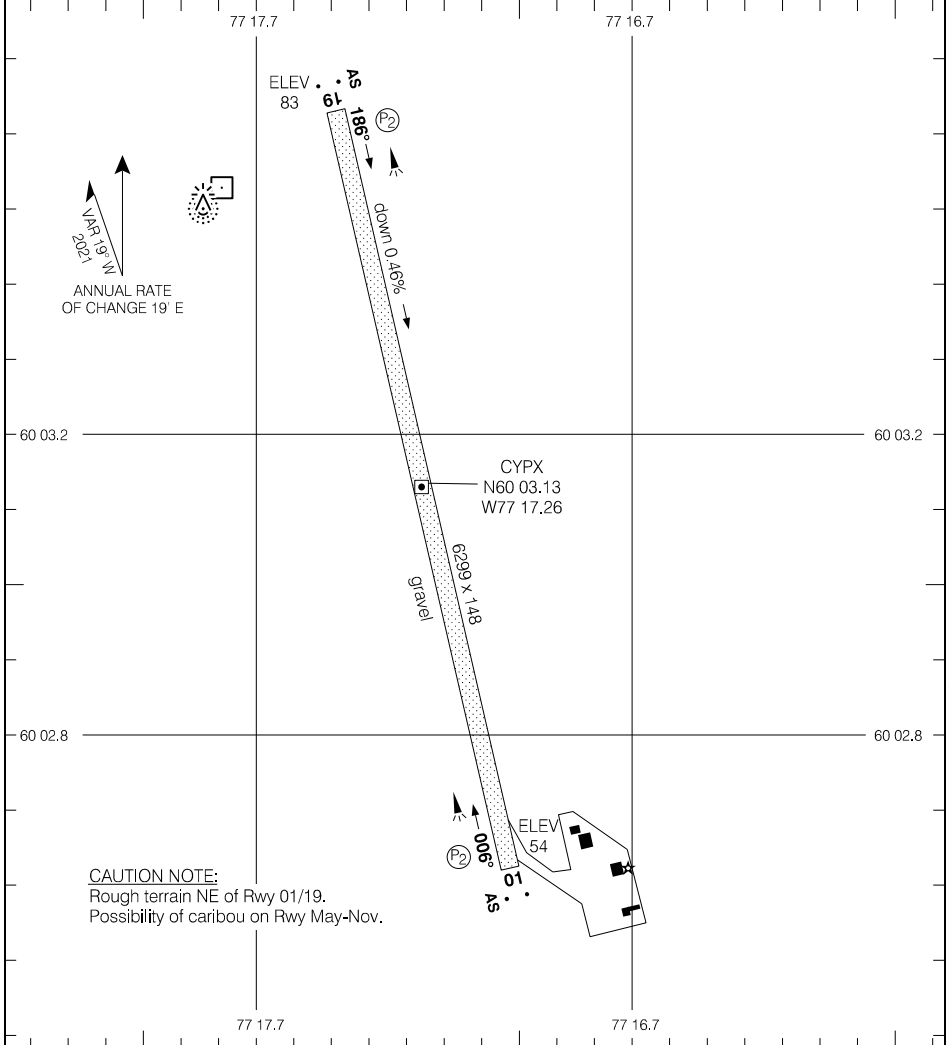 77 17.7
77 16.7
ELEV
83
AS
19
186°
P2
VAR 19° W
2021
ANNUAL RATE
OF CHANGE 19' E
down 0.46%
60 03.2
60 03.2
CYPX
N60 03.13
W77 17.26
6299 x 148
gravel
60 02.8
60 02.8
006°
P2
ELEV
54
01
AS
CAUTION NOTE:
Rough terrain NE of Rwy 01/19.
Possibility of caribou on Rwy May-Nov.
77 17.7
77 16.7